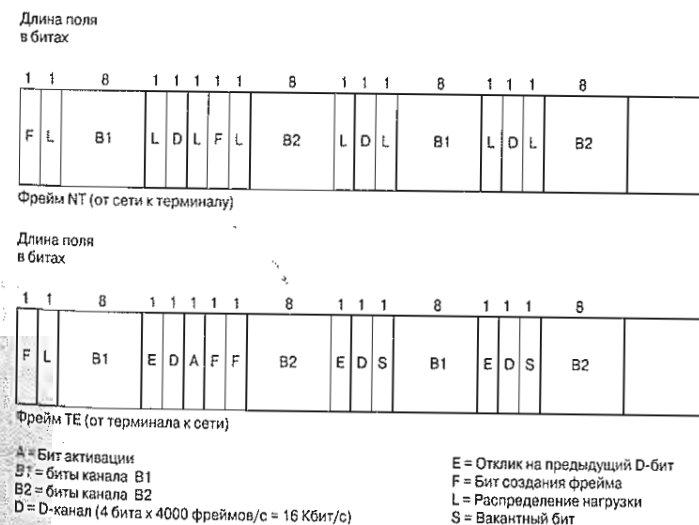 Длина поля
в битах
1 1 8 1 1 1 1 1 8 1 1 1 8 1 1 1 8
F L B1 L D L F L B2 L D L B1 L D L B2
Фрейм NT (от сети к терминалу)
Длина поля
в битах
1 1 8 1 1 1 1 1 8 1 1 1 8 1 1 1 8
F L B1 E D A F F B2 E D S B1 E D S B2
Фрейм TE (от терминала к сети)
A = Бит активации
B1 = биты канала B1
B2 = биты канала B2
D = D-канал (4 бита x 4000 фреймов/с = 16 Кбит/с)
E = Отклик на предыдущий D-бит
F = Бит создания фрейма
L = Распределение нагрузки
S = Вакантный бит